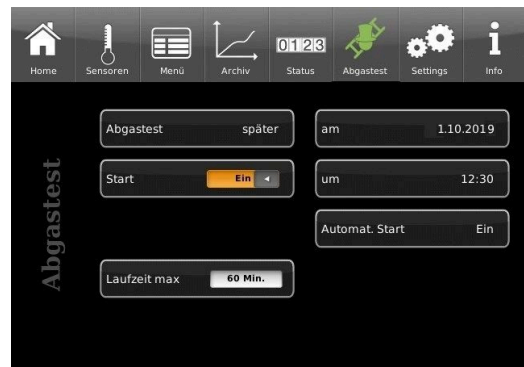 0123
Home Sensoren Menü Archiv Status Abgastest Settings Info
Abgastest
Abgastest später
am 1.10.2019
Start Ein
um 12:30
Automat. Start Ein
Laufzeit max 60 Min.